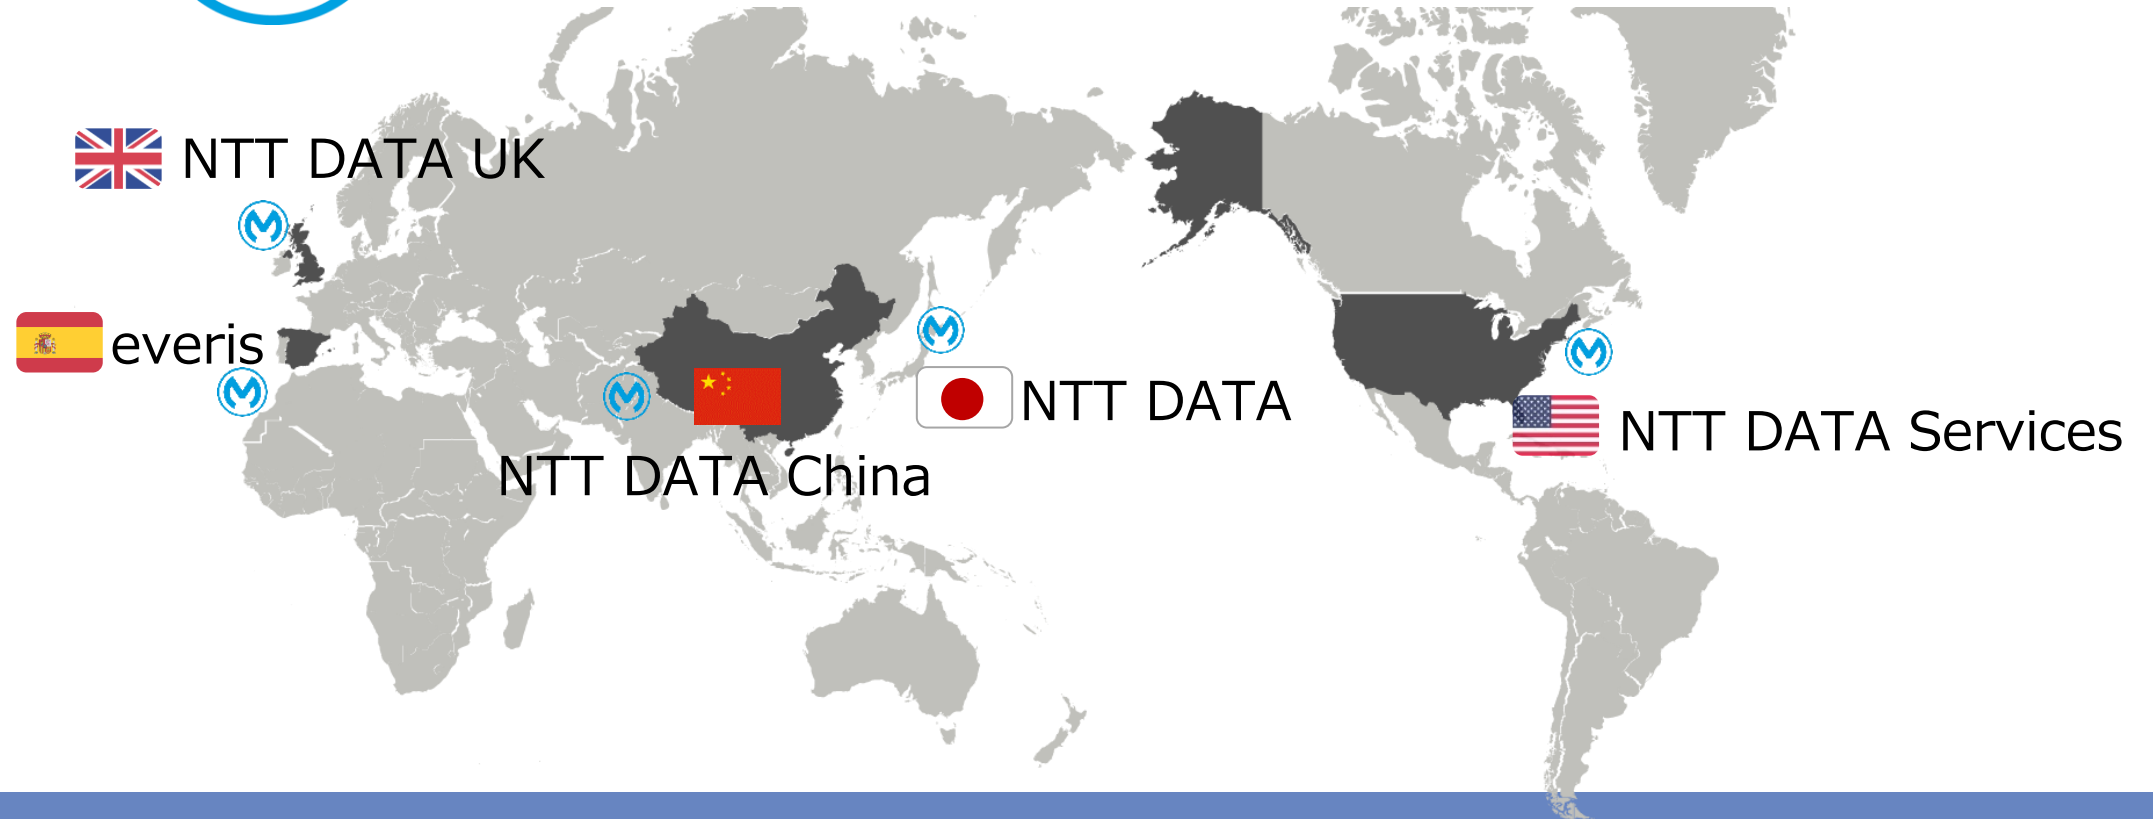 NTT DATA UK
everis
NTT DATA
NTT DATA Services
NTT DATA China